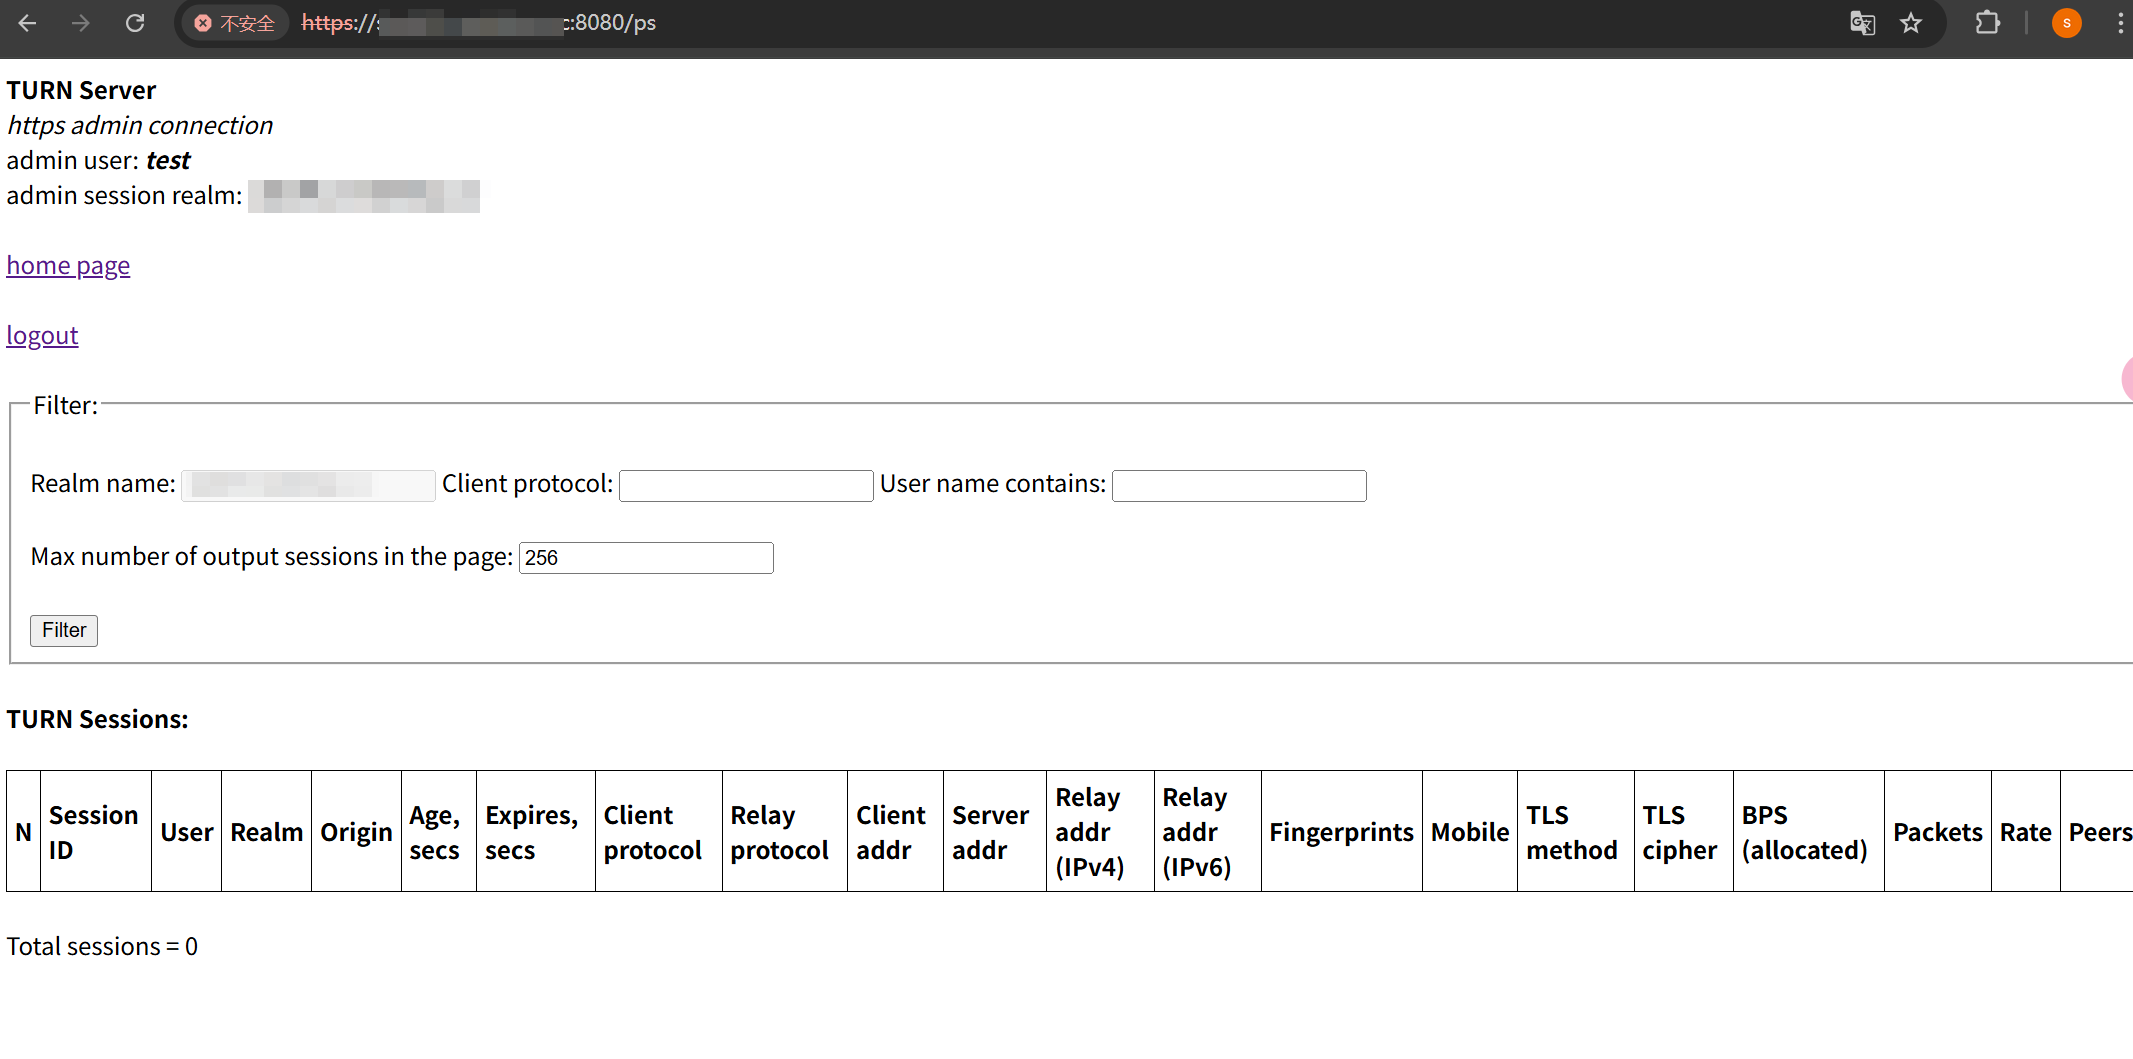 不安全 https:// :8080/ps
s
TURN Server
https admin connection
admin user: test
admin session realm:
home page
logout
Filter:
Realm name: Client protocol: User name contains:
Max number of output sessions in the page: 256
Filter
TURN Sessions:
N Session ID User Realm Origin Age, secs Expires, secs Client protocol Relay protocol Client addr Server addr Relay addr (IPv4) Relay addr (IPv6) Fingerprints Mobile TLS method TLS cipher BPS (allocated) Packets Rate Peers
Total sessions = 0